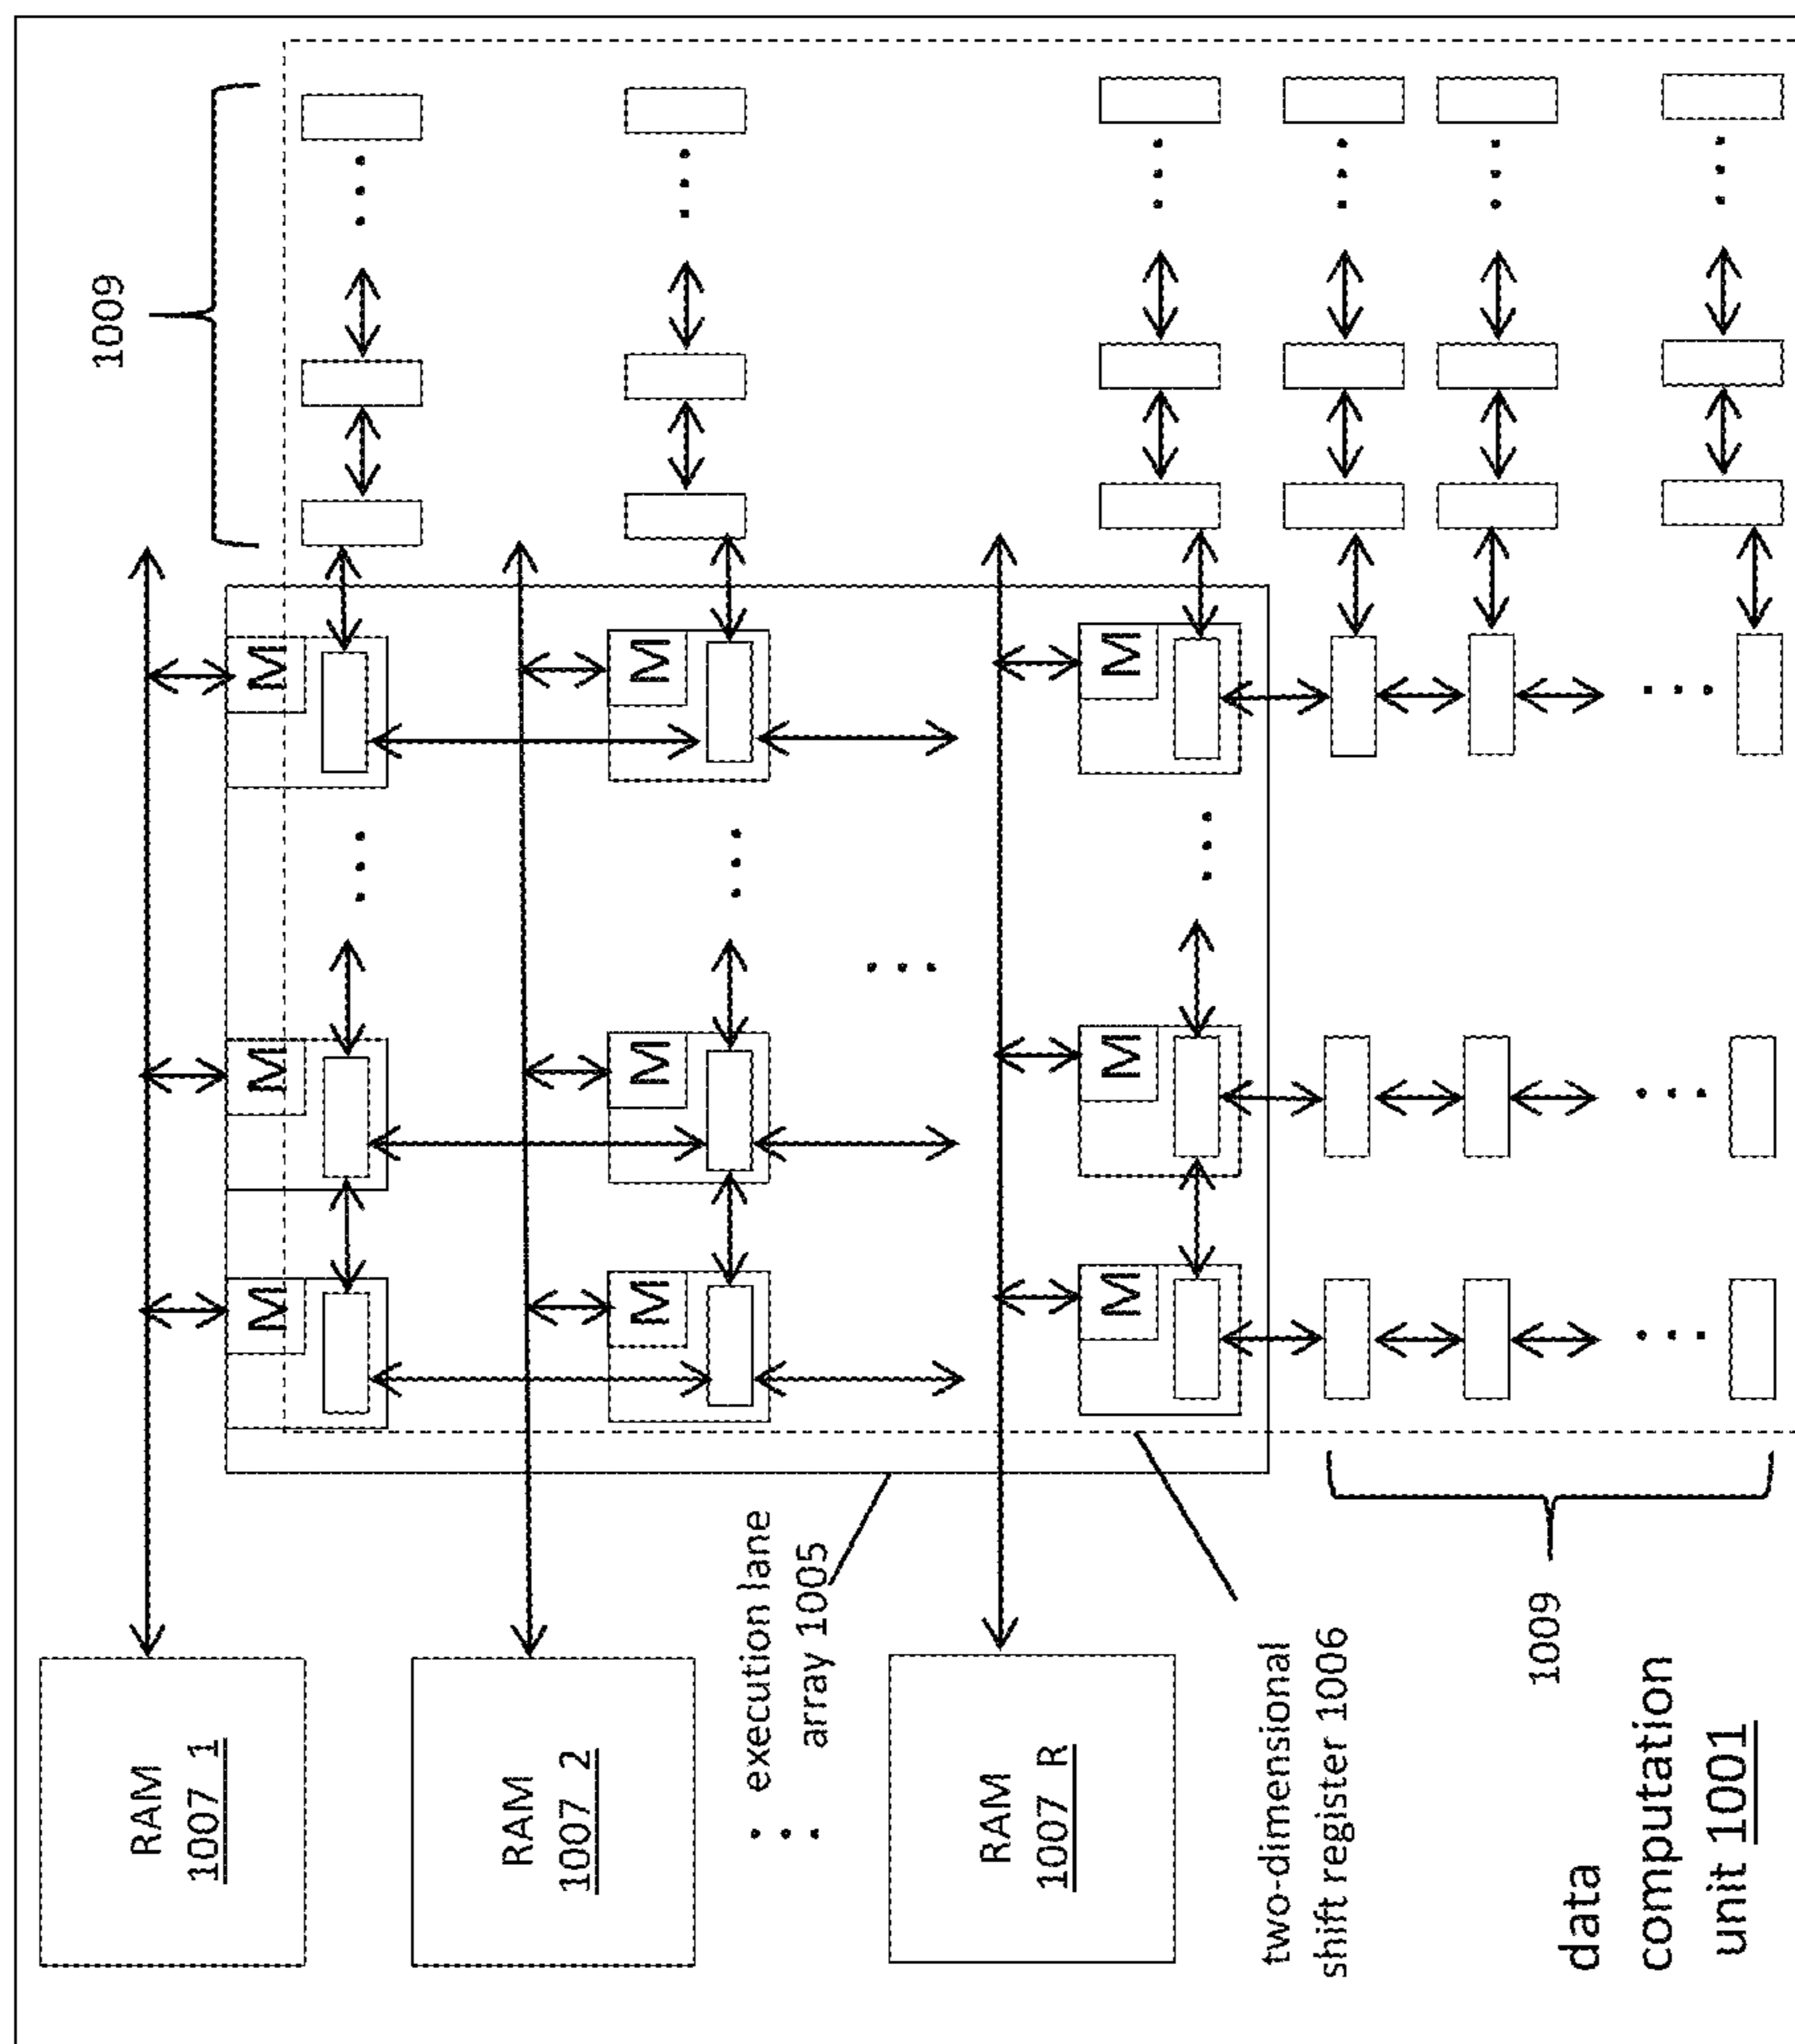 1009
M
M
M
M
M
M
M
M
M
RAM
1007_1
RAM
1007_2
RAM
1007_R
execution lane
array 1005
two-dimensional
shift register 1006
1009
data
computation
unit 1001